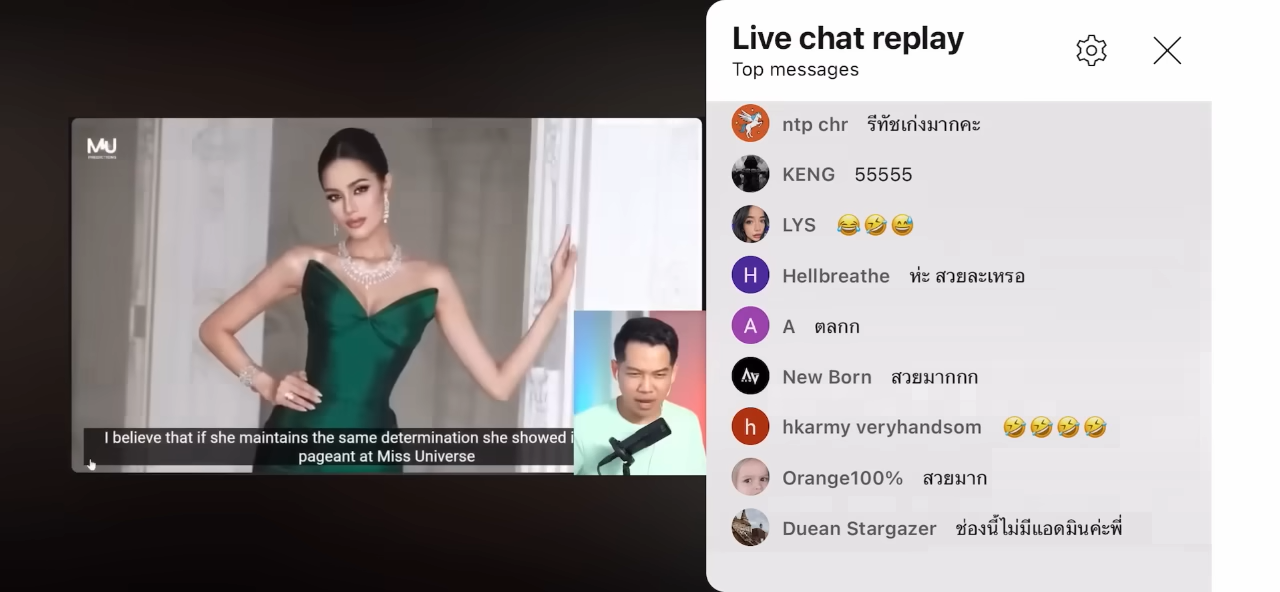 MU
PRODUCTIONS
I believe that if she maintains the same determination she showed i
pageant at Miss Universe
Live chat replay
Top messages
ntp chr รีทัชเก่งมากคะ
KENG 55555
LYS 😂🤣😅
H Hellbreathe ห่ะ สวยละเหรอ
A A ตลกก
New Born สวยมากกก
h hkarmy veryhandsom 🤣🤣🤣🤣
Orange100% สวยมาก
Duean Stargazer ช่องนี้ไม่มีแอดมินค่ะพี่